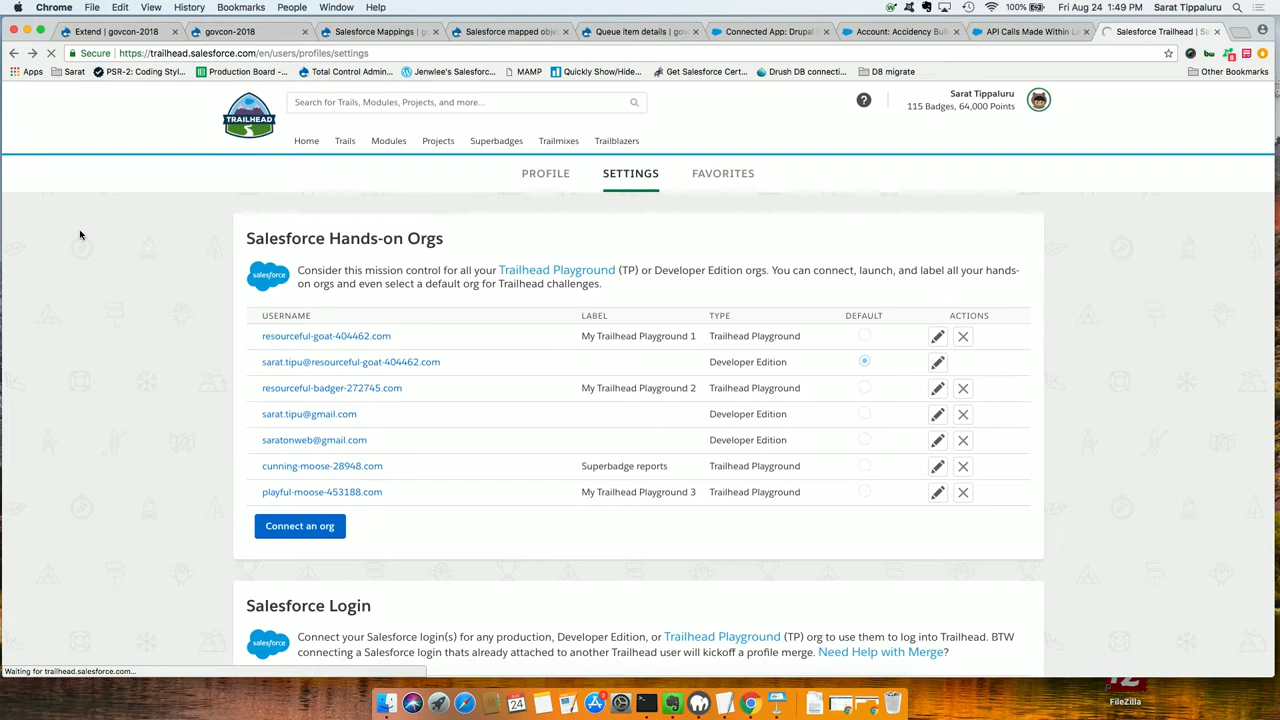 Chrome File Edit View History Bookmarks People Window Help 100% Fri Aug 24 1:49 PM Sarat Tippaluru
Extend | govcon-2018 govcon-2018 Salesforce Mappings | gov Salesforce mapped object Queue item details | govco Connected App: Drupal Account: Accidency Bu API Calls Made Within La Salesforce Trailhead | Sa
Secure https://trailhead.salesforce.com/en/users/profiles/settings
Apps Sarat PSR-2: Coding Styl... Production Board -... Total Control Admin... Jenwlee's Salesforce... MAMP Quickly Show/Hide... Get Salesforce Cert... Drush DB connecti... D8 migrate Other Bookmarks
TRAILHEAD
Search for Trails, Modules, Projects, and more...
?
Sarat Tippaluru
115 Badges, 64,000 Points
Home Trails Modules Projects Superbadges Trailmixes Trailblazers
PROFILE SETTINGS FAVORITES
Salesforce Hands-on Orgs
salesforce
Consider this mission control for all your Trailhead Playground (TP) or Developer Edition orgs. You can connect, launch, and label all your hands-
on orgs and even select a default org for Trailhead challenges.
USERNAME LABEL TYPE DEFAULT ACTIONS
resourceful-goat-404462.com My Trailhead Playground 1 Trailhead Playground
sarat.tipu@resourceful-goat-404462.com Developer Edition
resourceful-badger-272745.com My Trailhead Playground 2 Trailhead Playground
sarat.tipu@gmail.com Developer Edition
saratonweb@gmail.com Developer Edition
cunning-moose-28948.com Superbadge reports Trailhead Playground
playful-moose-453188.com My Trailhead Playground 3 Trailhead Playground
Connect an org
Salesforce Login
salesforce
Connect your Salesforce login(s) for any production, Developer Edition, or Trailhead Playground (TP) org to use them to log into Trailhead. BTW
connecting a Salesforce login thats already attached to another Trailhead user will kickoff a profile merge. Need Help with Merge?
Waiting for trailhead.salesforce.com...
24
FileZilla